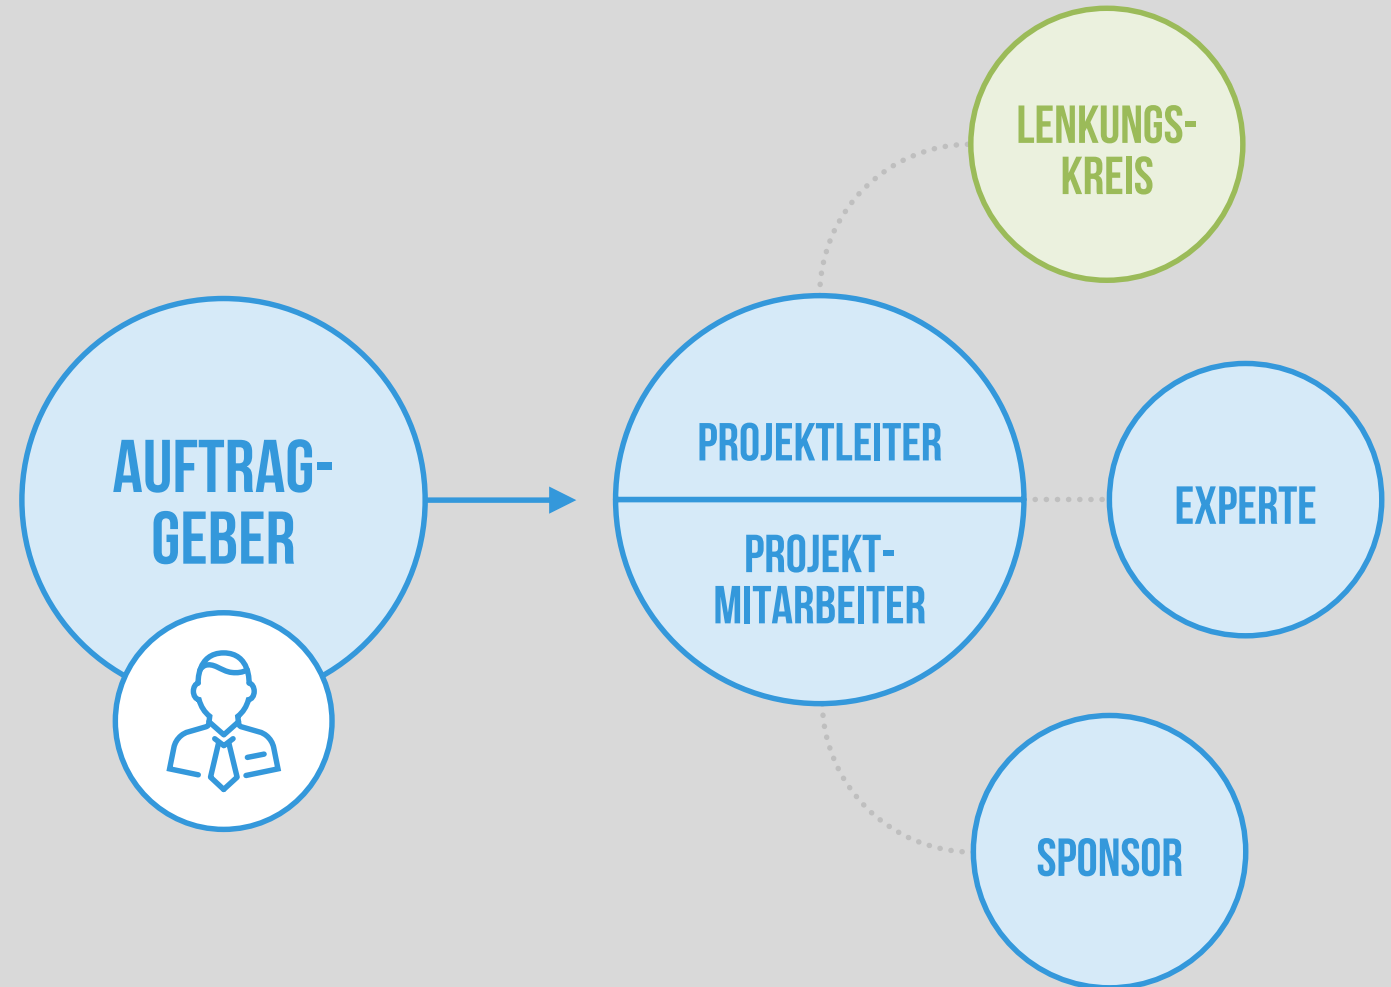 LENKUNGS-
KREIS
AUFTRAG-
GEBER
PROJEKTLEITER
PROJEKT-
MITARBEITER
EXPERTE
SPONSOR